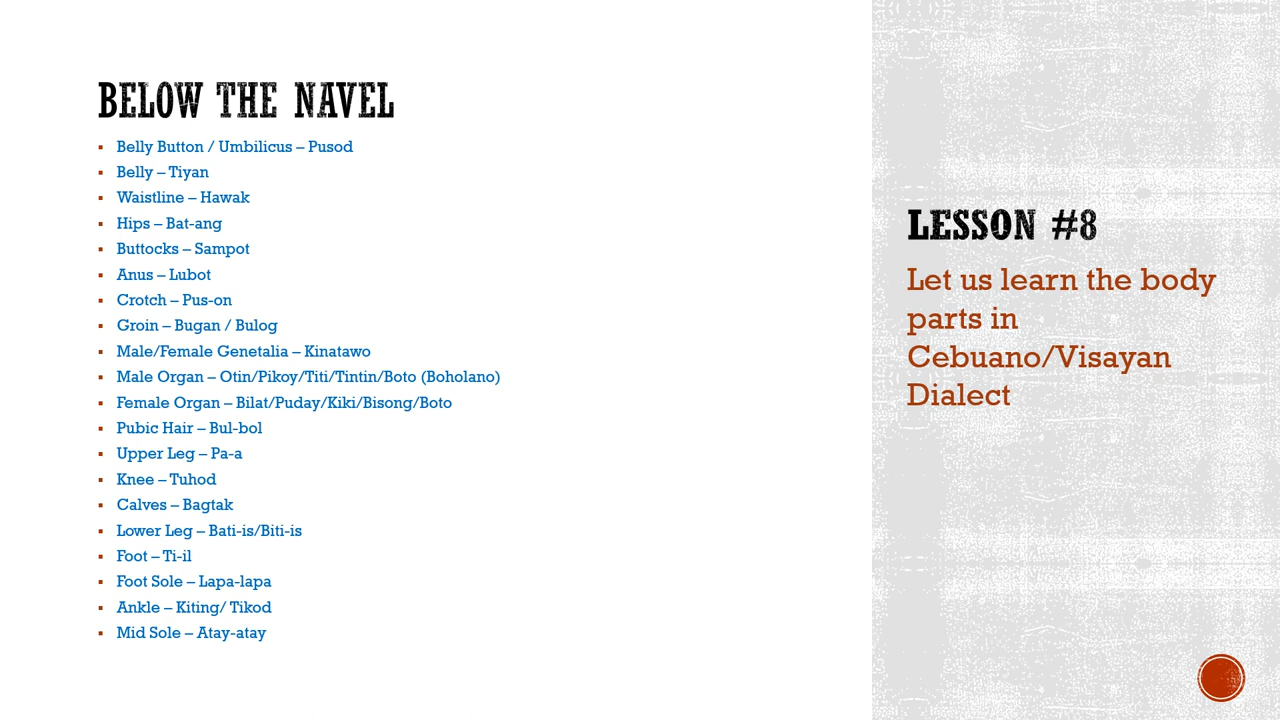 BELOW THE NAVEL
▪ Belly Button / Umbilicus – Pusod
▪ Belly – Tiyan
▪ Waistline – Hawak
▪ Hips – Bat-ang
▪ Buttocks – Sampot
▪ Anus – Lubot
▪ Crotch – Pus-on
▪ Groin – Bugan / Bulog
▪ Male/Female Genetalia – Kinatawo
▪ Male Organ – Otin/Pikoy/Titi/Tintin/Boto (Boholano)
▪ Female Organ – Bilat/Puday/Kiki/Bisong/Boto
▪ Pubic Hair – Bul-bol
▪ Upper Leg – Pa-a
▪ Knee – Tuhod
▪ Calves – Bagtak
▪ Lower Leg – Bati-is/Biti-is
▪ Foot – Ti-il
▪ Foot Sole – Lapa-lapa
▪ Ankle – Kiting/ Tikod
▪ Mid Sole – Atay-atay
LESSON #8
Let us learn the body
parts in
Cebuano/Visayan
Dialect